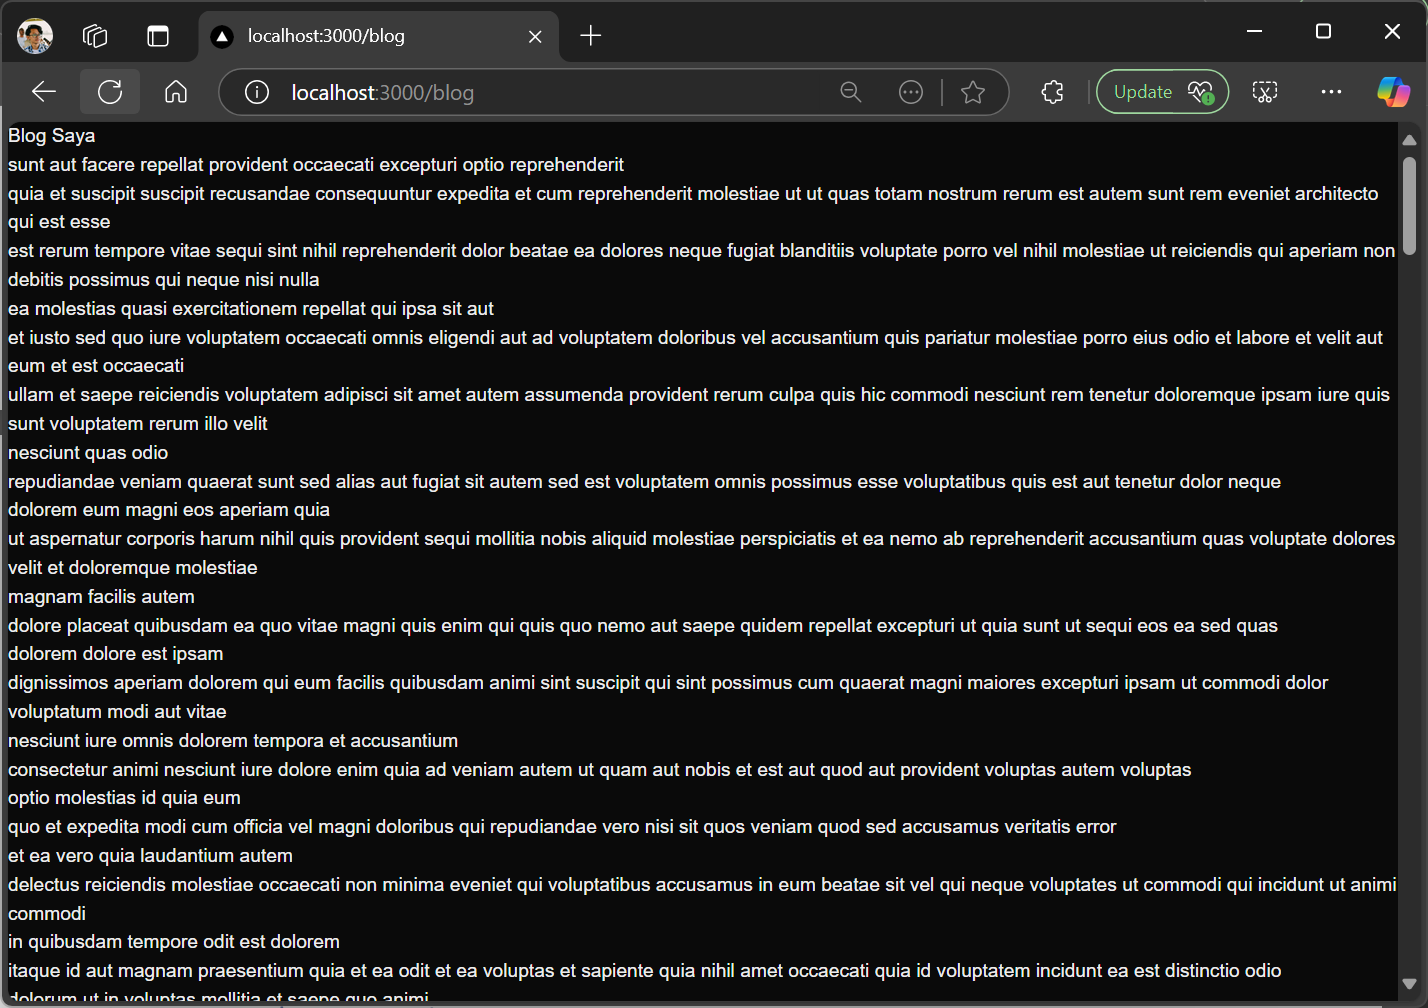 localhost:3000/blog
localhost:3000/blog
Update
Blog Saya
sunt aut facere repellat provident occaecati excepturi optio reprehenderit
quia et suscipit suscipit recusandae consequuntur expedita et cum reprehenderit molestiae ut ut quas totam nostrum rerum est autem sunt rem eveniet architecto
qui est esse
est rerum tempore vitae sequi sint nihil reprehenderit dolor beatae ea dolores neque fugiat blanditiis voluptate porro vel nihil molestiae ut reiciendis qui aperiam non
debitis possimus qui neque nisi nulla
ea molestias quasi exercitationem repellat qui ipsa sit aut
et iusto sed quo iure voluptatem occaecati omnis eligendi aut ad voluptatem doloribus vel accusantium quis pariatur molestiae porro eius odio et labore et velit aut
eum et est occaecati
ullam et saepe reiciendis voluptatem adipisci sit amet autem assumenda provident rerum culpa quis hic commodi nesciunt rem tenetur doloremque ipsam iure quis
sunt voluptatem rerum illo velit
nesciunt quas odio
repudiandae veniam quaerat sunt sed alias aut fugiat sit autem sed est voluptatem omnis possimus esse voluptatibus quis est aut tenetur dolor neque
dolorem eum magni eos aperiam quia
ut aspernatur corporis harum nihil quis provident sequi mollitia nobis aliquid molestiae perspiciatis et ea nemo ab reprehenderit accusantium quas voluptate dolores
velit et doloremque molestiae
magnam facilis autem
dolore placeat quibusdam ea quo vitae magni quis enim qui quis quo nemo aut saepe quidem repellat excepturi ut quia sunt ut sequi eos ea sed quas
dolorem dolore est ipsam
dignissimos aperiam dolorem qui eum facilis quibusdam animi sint suscipit qui sint possimus cum quaerat magni maiores excepturi ipsam ut commodi dolor
voluptatum modi aut vitae
nesciunt iure omnis dolorem tempora et accusantium
consectetur animi nesciunt iure dolore enim quia ad veniam autem ut quam aut nobis et est aut quod aut provident voluptas autem voluptas
optio molestias id quia eum
quo et expedita modi cum officia vel magni doloribus qui repudiandae vero nisi sit quos veniam quod sed accusamus veritatis error
et ea vero quia laudantium autem
delectus reiciendis molestiae occaecati non minima eveniet qui voluptatibus accusamus in eum beatae sit vel qui neque voluptates ut commodi qui incidunt ut animi
commodi
in quibusdam tempore odit est dolorem
itaque id aut magnam praesentium quia et ea odit et ea voluptas et sapiente quia nihil amet occaecati quia id voluptatem incidunt ea est distinctio odio
dolorum ut in voluptas mollitia et saepe quo animi